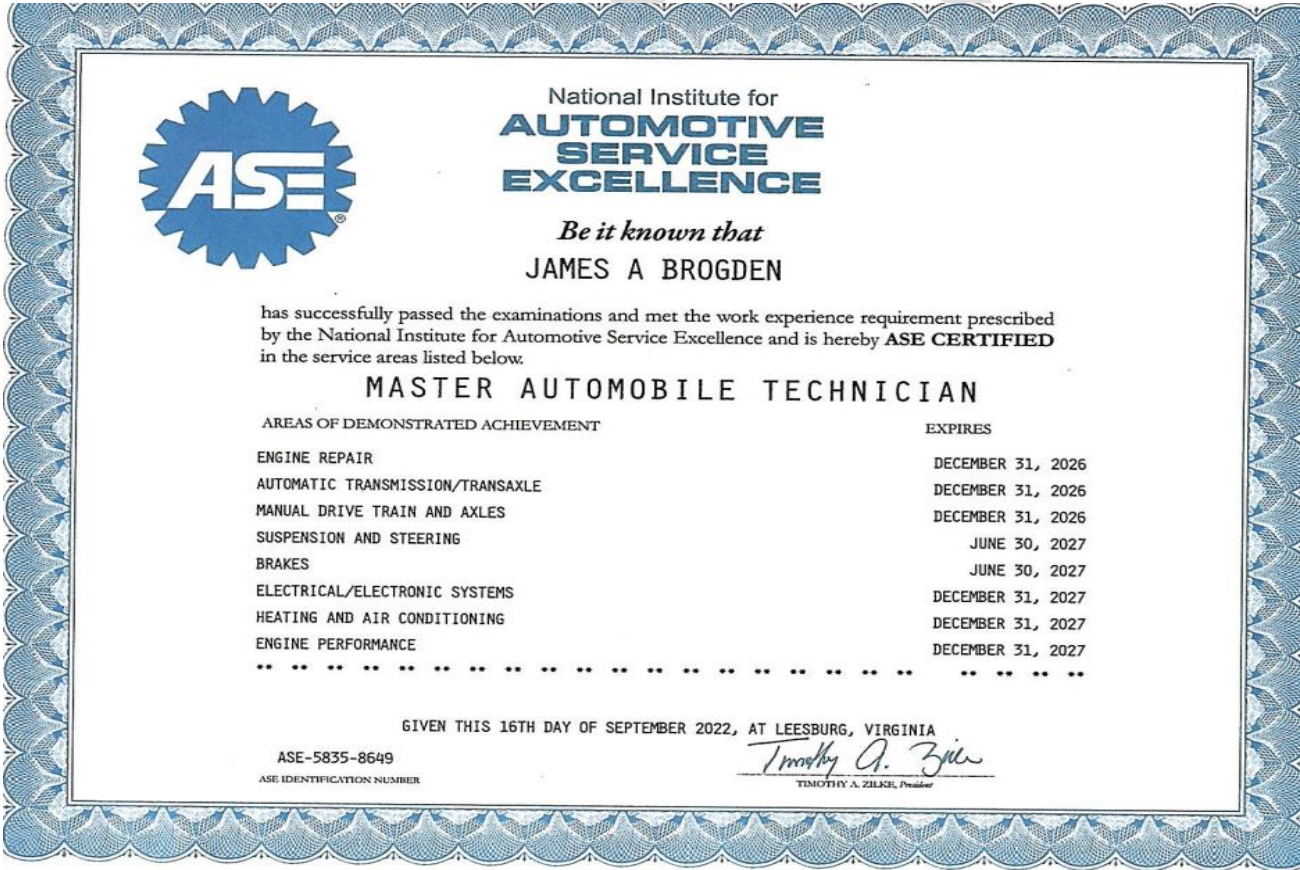 ASE®
National Institute for
AUTOMOTIVE
SERVICE
EXCELLENCE
Be it known that
JAMES A BROGDEN
has successfully passed the examinations and met the work experience requirement prescribed
by the National Institute for Automotive Service Excellence and is hereby ASE CERTIFIED
in the service areas listed below.
MASTER AUTOMOBILE TECHNICIAN
AREAS OF DEMONSTRATED ACHIEVEMENT EXPIRES
ENGINE REPAIR DECEMBER 31, 2026
AUTOMATIC TRANSMISSION/TRANSAXLE DECEMBER 31, 2026
MANUAL DRIVE TRAIN AND AXLES DECEMBER 31, 2026
SUSPENSION AND STEERING JUNE 30, 2027
BRAKES JUNE 30, 2027
ELECTRICAL/ELECTRONIC SYSTEMS DECEMBER 31, 2027
HEATING AND AIR CONDITIONING DECEMBER 31, 2027
ENGINE PERFORMANCE DECEMBER 31, 2027
** ** ** ** ** ** ** ** ** ** ** ** ** ** ** ** ** ** ** ** ** ** **
GIVEN THIS 16TH DAY OF SEPTEMBER 2022, AT LEESBURG, VIRGINIA
ASE-5835-8649 Timothy A. Zilke
ASE IDENTIFICATION NUMBER TIMOTHY A. ZILKE, President